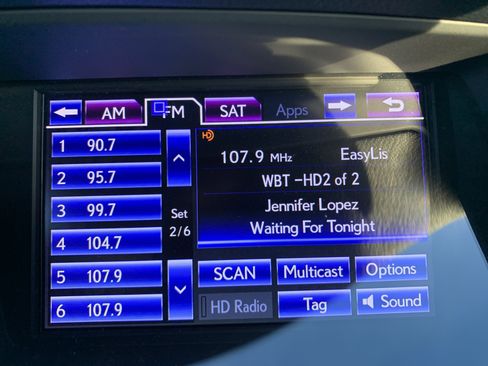 AM
FM
SAT
Apps
1 90.7
2 95.7
3 99.7
4 104.7
5 107.9
6 107.9
Set
2/6
HD
107.9 MHz
EasyLis
WBT -HD2 of 2
Jennifer Lopez
Waiting For Tonight
SCAN
Multicast
Options
HD Radio
Tag
Sound